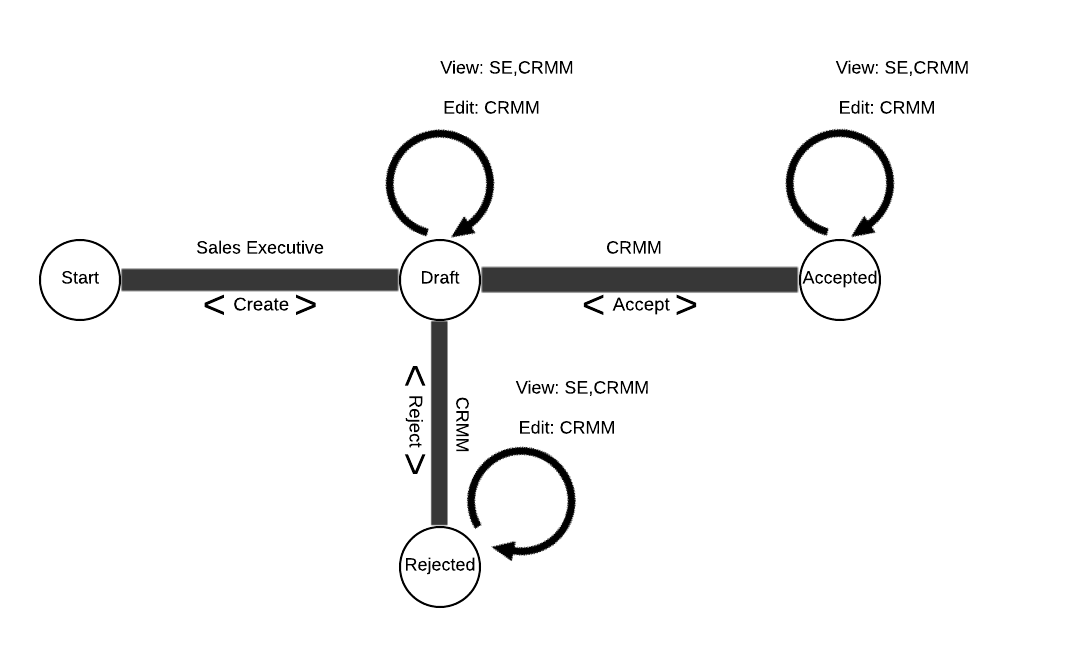 View: SE,CRMM
Edit: CRMM
View: SE,CRMM
Edit: CRMM
Start
Sales Executive
< Create >
Draft
CRMM
< Accept >
Accepted
< Reject >
CRMM
View: SE,CRMM
Edit: CRMM
Rejected